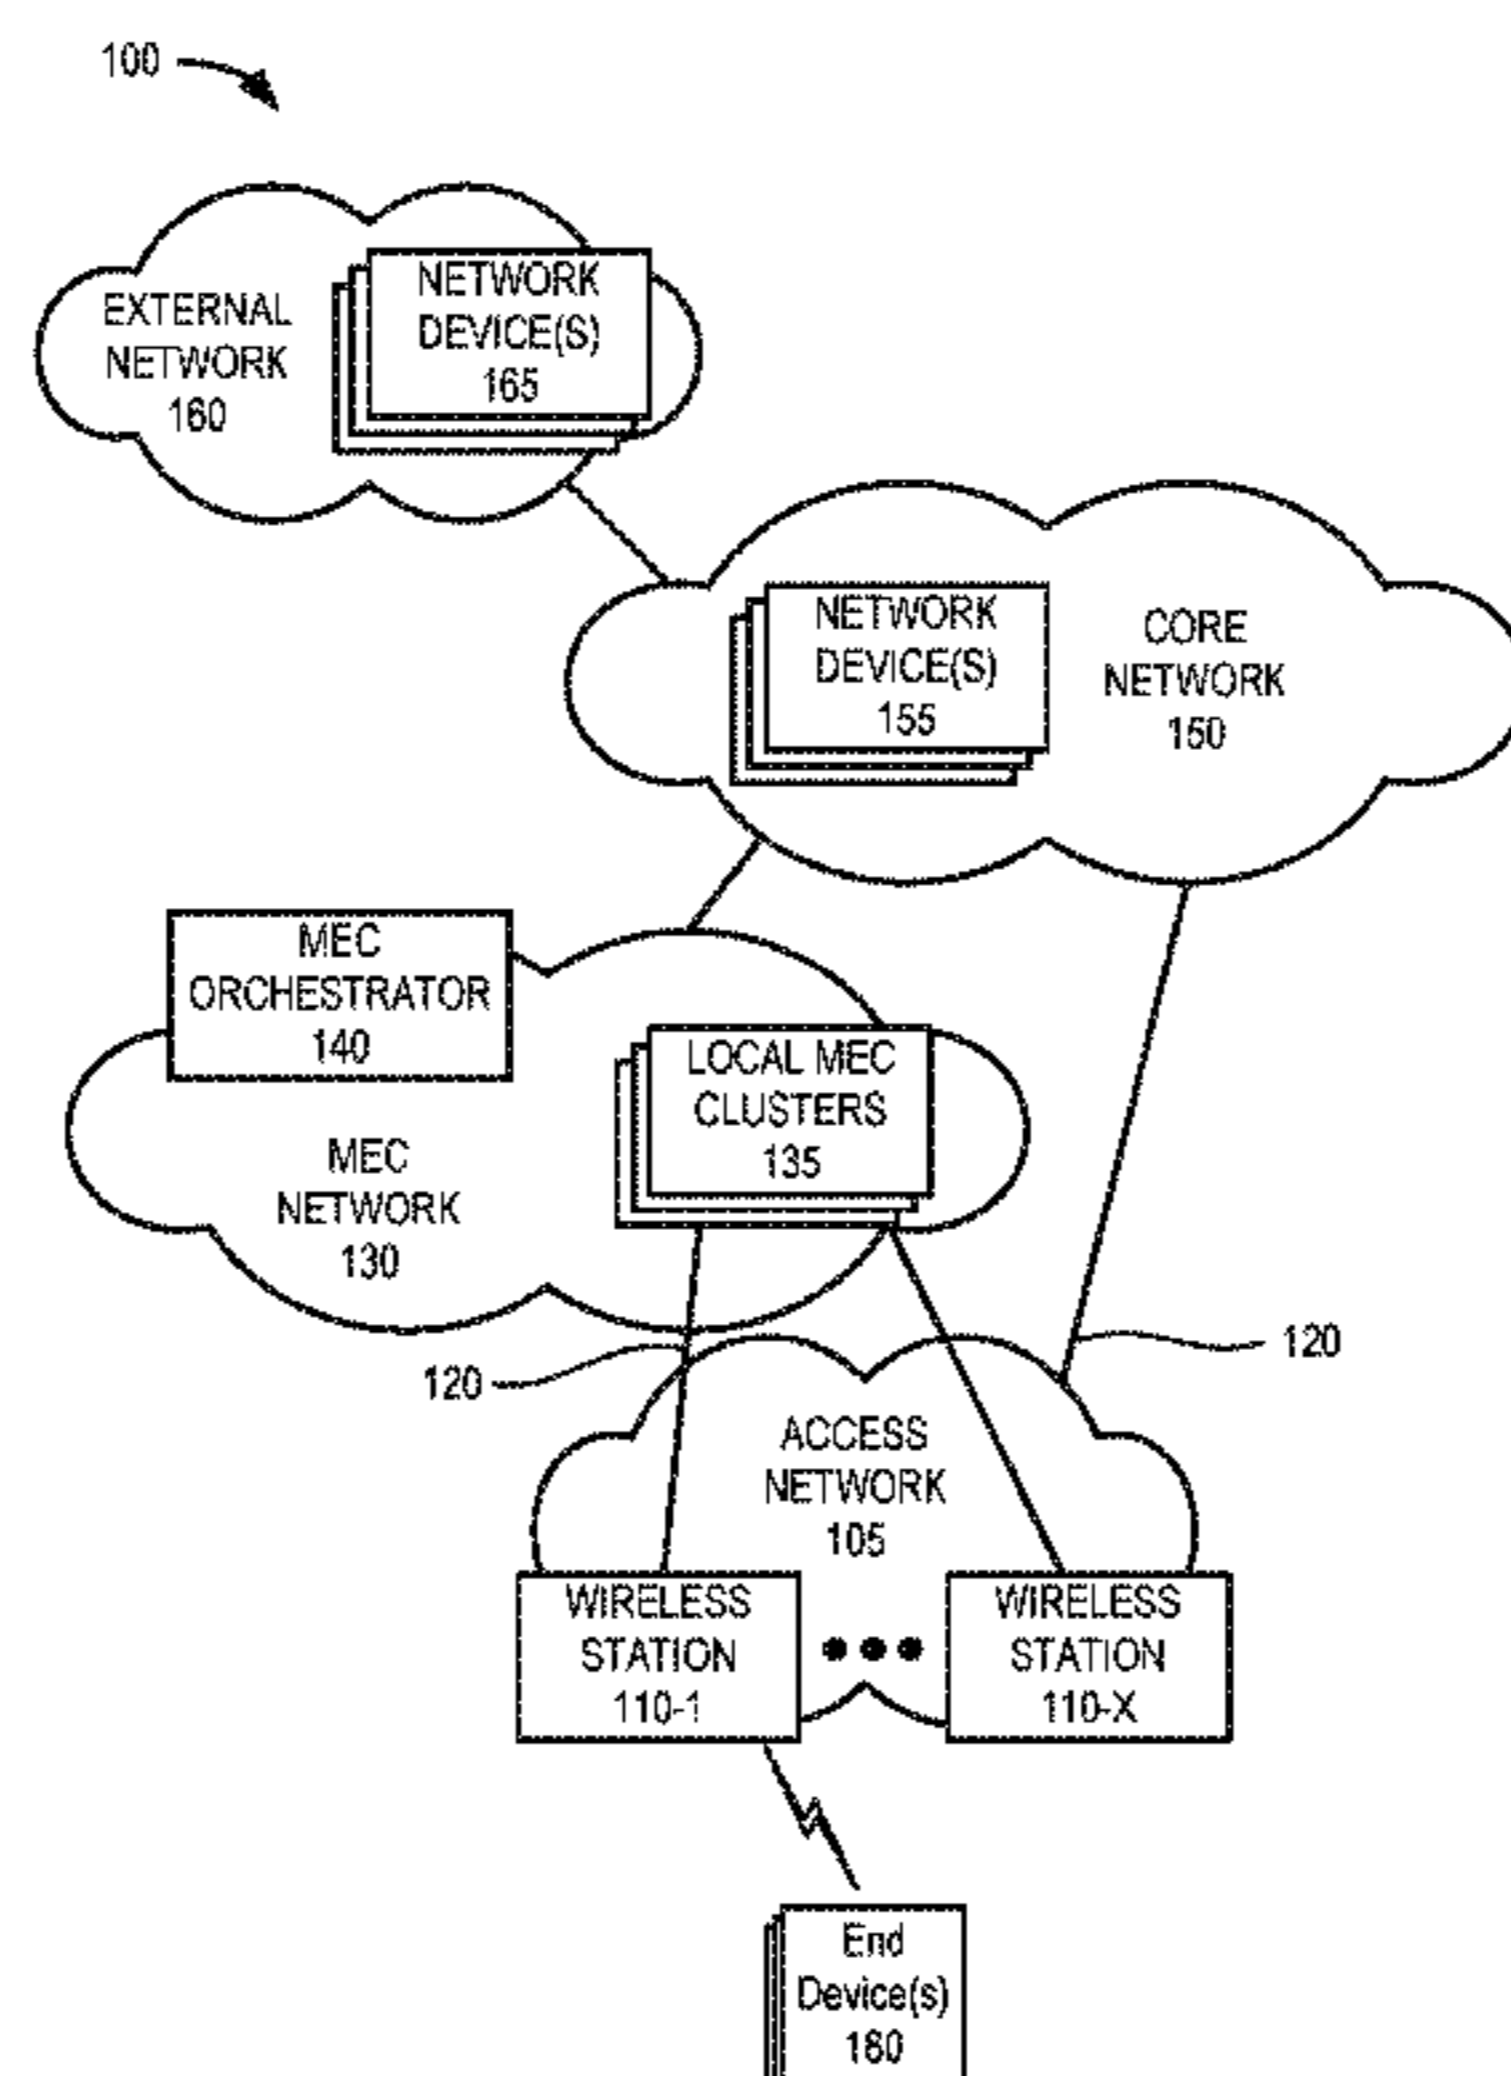 100
EXTERNAL
NETWORK
160
NETWORK
DEVICE(S)
165
NETWORK
DEVICE(S)
155
CORE
NETWORK
150
MEC
ORCHESTRATOR
140
LOCAL MEC
CLUSTERS
135
MEC
NETWORK
130
120
120
ACCESS
NETWORK
105
WIRELESS
STATION
110-1
WIRELESS
STATION
110-X
End
Device(s)
180